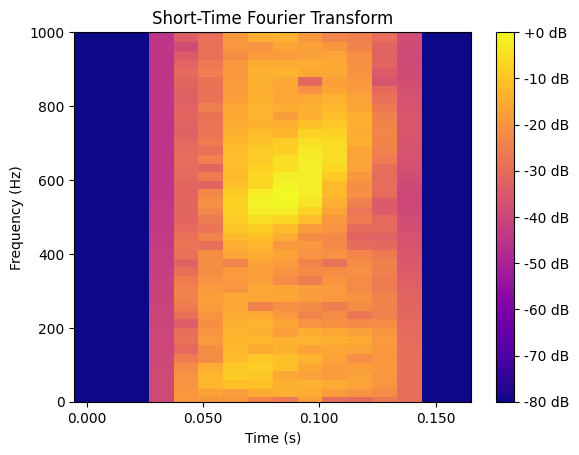 Short-Time Fourier Transform
1000
800
600
400
200
0
Frequency (Hz)
0.000
0.050
0.100
0.150
Time (s)
+0 dB
-10 dB
-20 dB
-30 dB
-40 dB
-50 dB
-60 dB
-70 dB
-80 dB